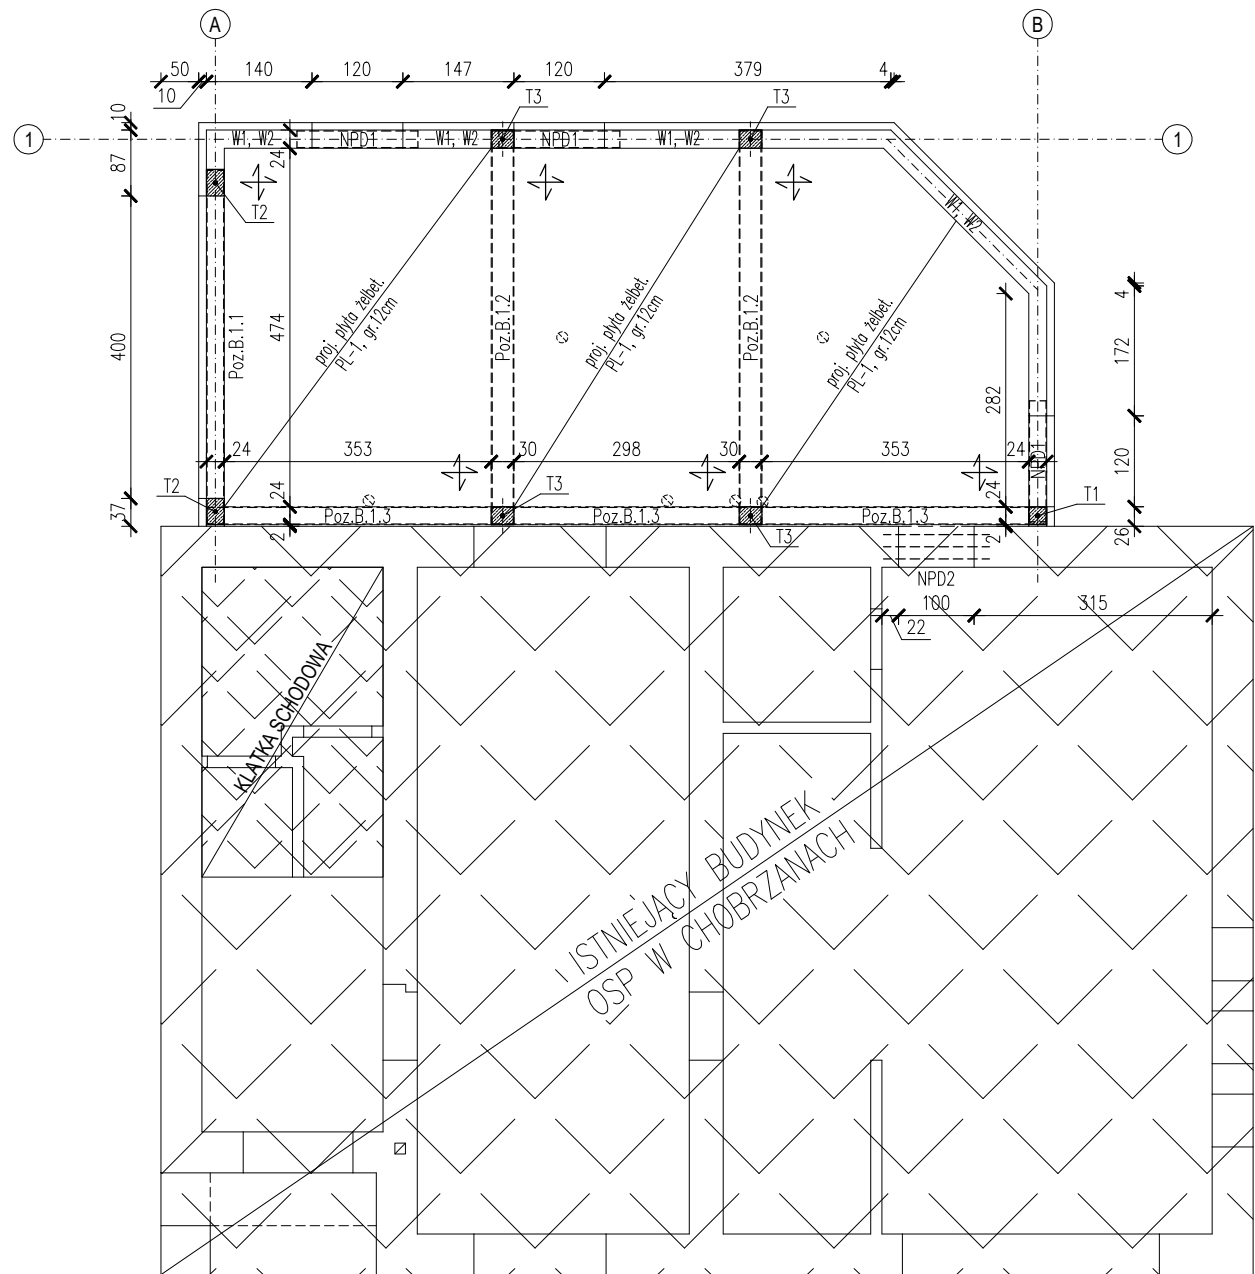 A
B
50
140
120
147
120
379
4
10
T3
T3
10
1
W1, W2
NPD1
W1, W2
NPD1
W1, W2
1
87
24
T2
W1, W2
400
Poz.B.1.1
474
proj. płyta żelbet.
PL-1, gr.12cm
Poz.B.1.2
proj. płyta żelbet.
PL-1, gr.12cm
Poz.B.1.2
proj. płyta żelbet.
PL-1, gr.12cm
282
4
172
24
353
30
298
30
353
24
NPD1
120
T2
24
T3
24
T1
37
2
Poz.B.1.3
Poz.B.1.3
Poz.B.1.3
2
26
T3
NPD2
100
315
22
KLATKA SCHODOWA
ISTNIEJĄCY BUDYNEK
OSP W CHOBRZANACH